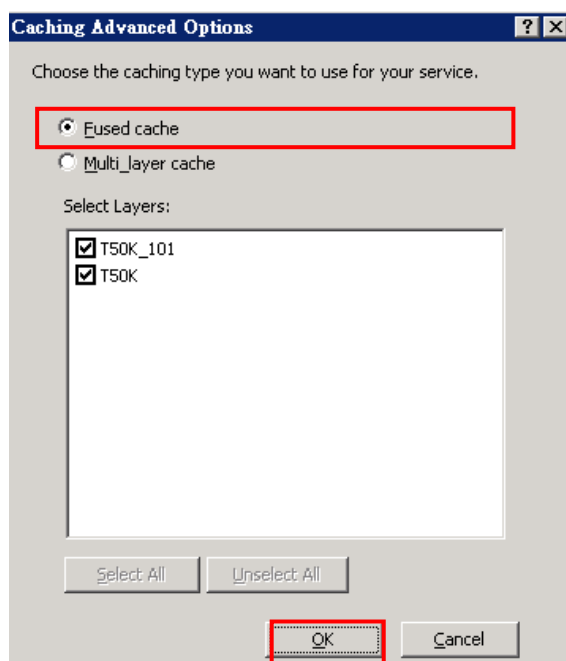 Caching Advanced Options
Choose the caching type you want to use for your service.
Fused cache
Multi_layer cache
Select Layers:
T50K_101
T50K
Select All Unselect All
OK Cancel